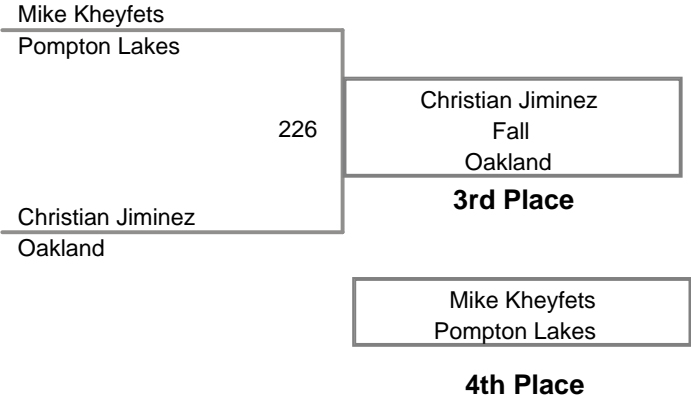 Mike Kheyfets
Pompton Lakes
226
Christian Jiminez
Fall
Oakland
3rd Place
Christian Jiminez
Oakland
Mike Kheyfets
Pompton Lakes
4th Place